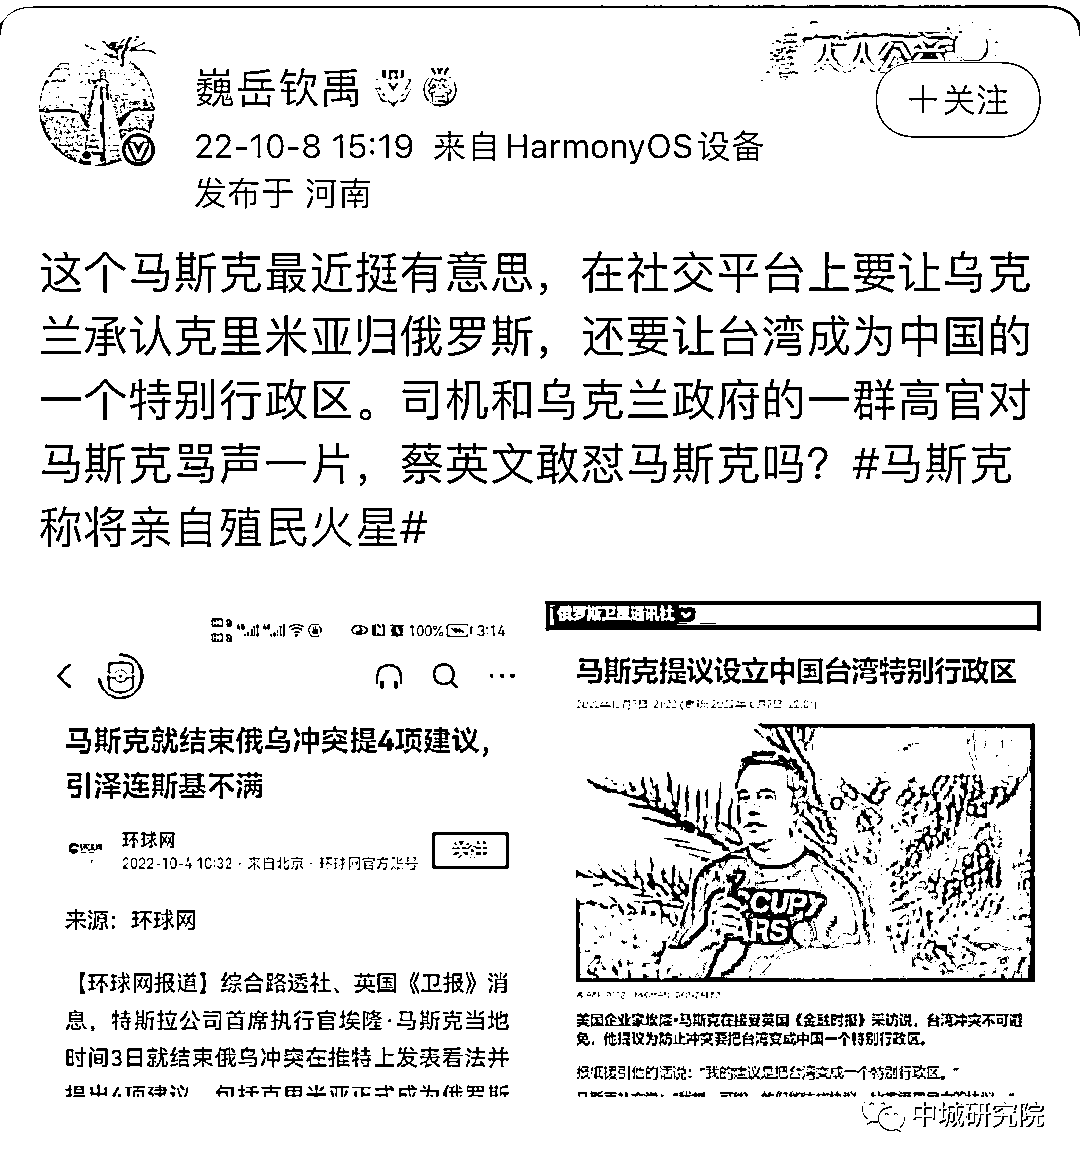 巍岳钦禹
+关注
22-10-8 15:19 来自HarmonyOS设备
发布于 河南
这个马斯克最近挺有意思，在社交平台上要让乌克
兰承认克里米亚归俄罗斯，还要让台湾成为中国的
一个特别行政区。司机和乌克兰政府的一群高官对
马斯克骂声一片，蔡英文敢怼马斯克吗？#马斯克
称将亲自殖民火星#
100% 3:14
马斯克就结束俄乌冲突提4项建议，
引泽连斯基不满
环球网
2022-10-4 10:32·来自北京·环球网官方账号
来源：环球网
【环球网报道】综合路透社、英国《卫报》消
息，特斯拉公司首席执行官埃隆·马斯克当地
时间3日就结束俄乌冲突在推特上发表看法并
提出4项建议，包括克里米亚正式成为俄罗斯
俄罗斯卫星通讯社
马斯克提议设立中国台湾特别行政区
OCCUPY
MARS
美国企业家埃隆·马斯克在接受英国《金融时报》采访说，台湾冲突不可避
免，他提议为防止冲突要把台湾变成中国一个特别行政区。
报纸援引他的话说："我的建议是把台湾变成一个特别行政区。"
中城研究院